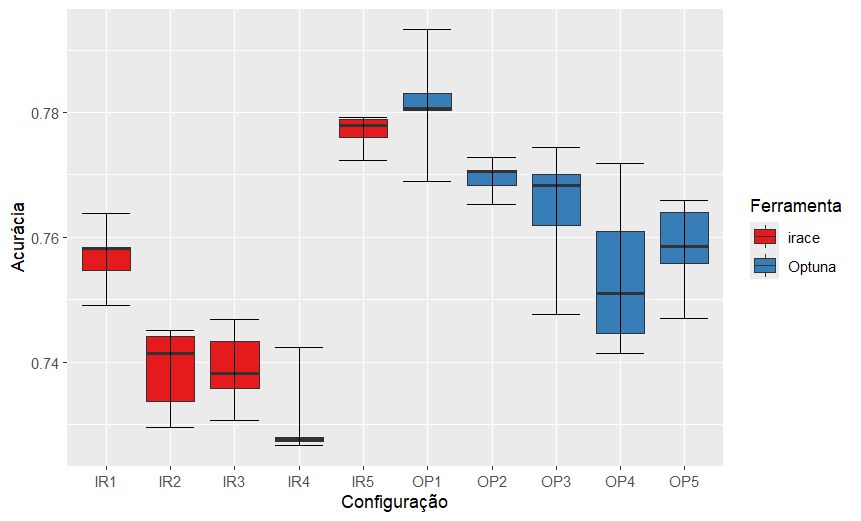 Acurácia
0.78
0.76
0.74
IR1 IR2 IR3 IR4 IR5 OP1 OP2 OP3 OP4 OP5
Configuração
Ferramenta
irace
Optuna